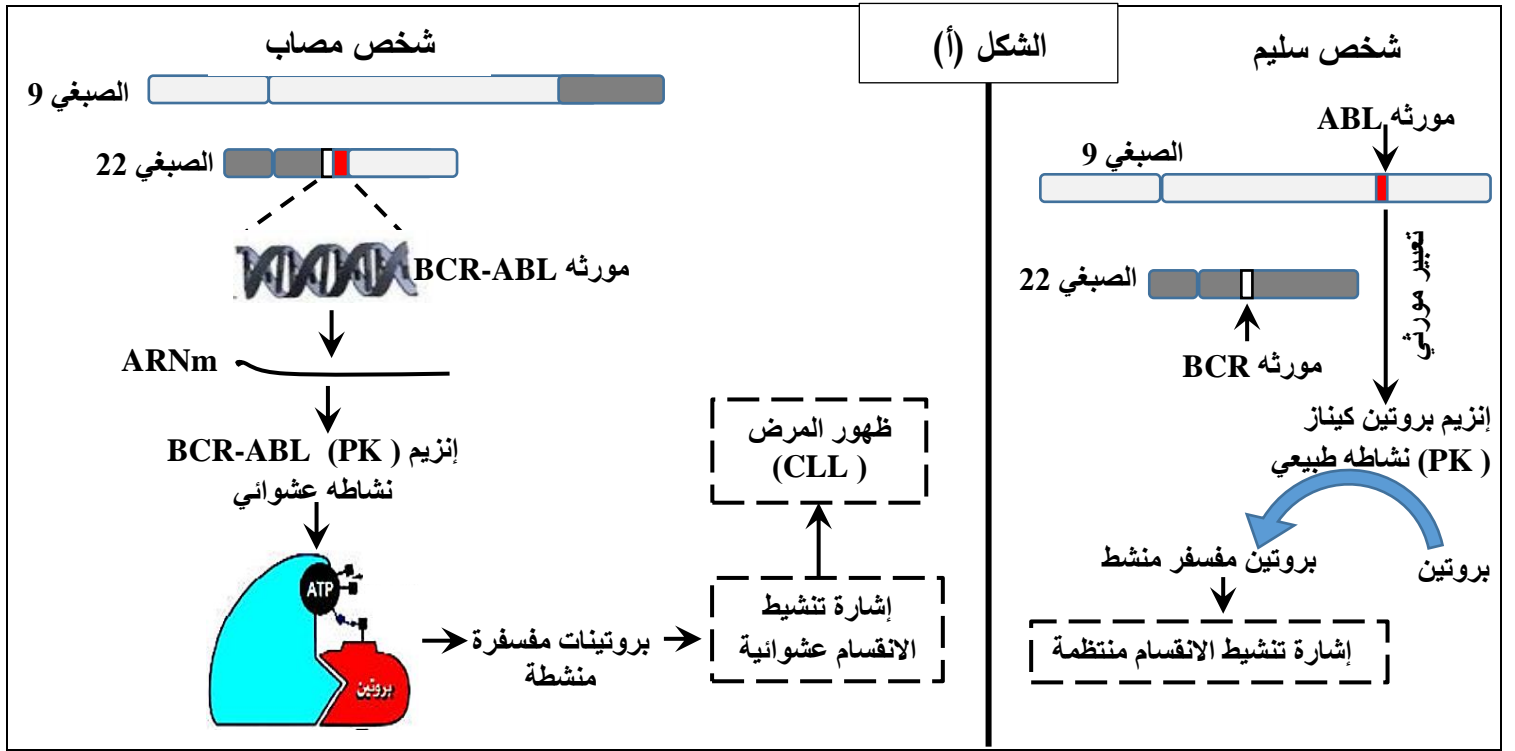 الشكل (أ)
شخص سليم
مورثه ABL
الصبغي 9
تعبير مورثي
الصبغي 22
مورثه BCR
إنزيم بروتين كيناز
( PK) نشاطه طبيعي
بروتين
بروتين مفسفر منشط
إشارة تنشيط الانقسام منتظمة
شخص مصاب
الصبغي 9
الصبغي 22
مورثه BCR-ABL
ARNm
إنزيم ( PK) BCR-ABL
نشاطه عشوائي
ATP
بروتين
بروتينات مفسفرة
منشطة
إشارة تنشيط
الانقسام عشوائية
ظهور المرض
(CLL )